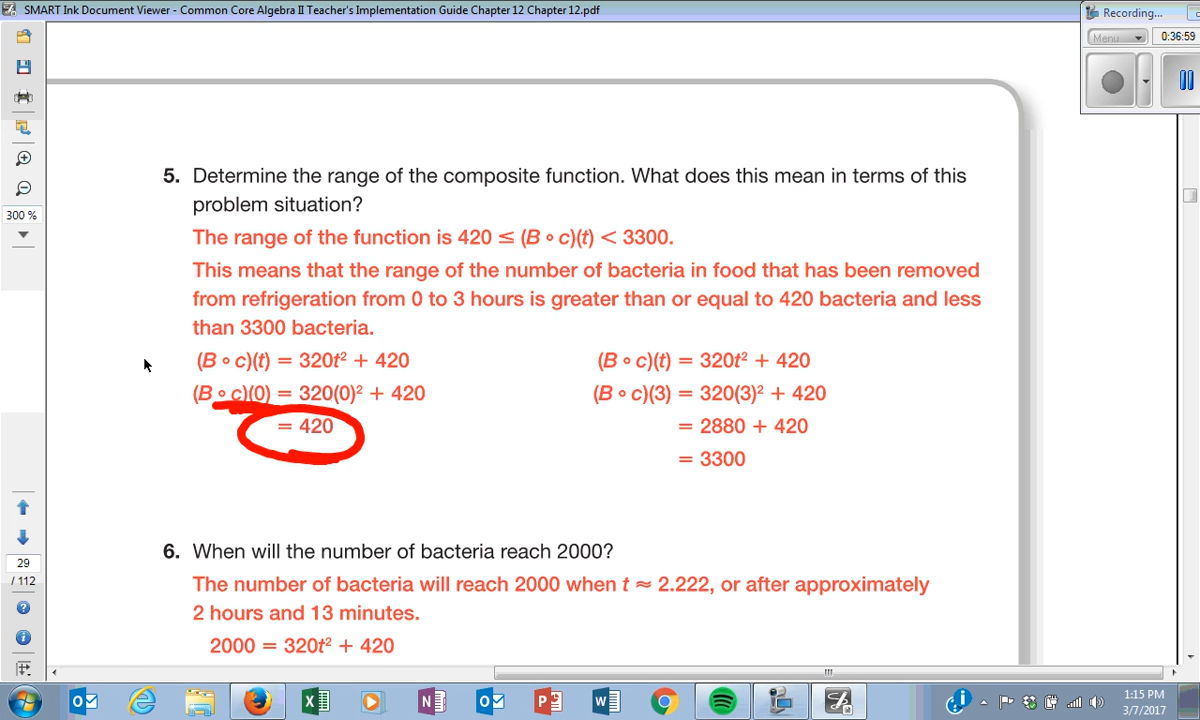 SMART Ink Document Viewer - Common Core Algebra II Teacher's Implementation Guide Chapter 12 Chapter 12.pdf
Recording...
Menu
0:36:59
300 %
5. Determine the range of the composite function. What does this mean in terms of this
problem situation?
The range of the function is 420 ≤ (B ∘ c)(t) < 3300.
This means that the range of the number of bacteria in food that has been removed
from refrigeration from 0 to 3 hours is greater than or equal to 420 bacteria and less
than 3300 bacteria.
(B ∘ c)(t) = 320t² + 420
(B ∘ c)(0) = 320(0)² + 420
= 420
(B ∘ c)(t) = 320t² + 420
(B ∘ c)(3) = 320(3)² + 420
= 2880 + 420
= 3300
6. When will the number of bacteria reach 2000?
The number of bacteria will reach 2000 when t ≈ 2.222, or after approximately
2 hours and 13 minutes.
2000 = 320t² + 420
29
/ 112
1:15 PM
3/7/2017